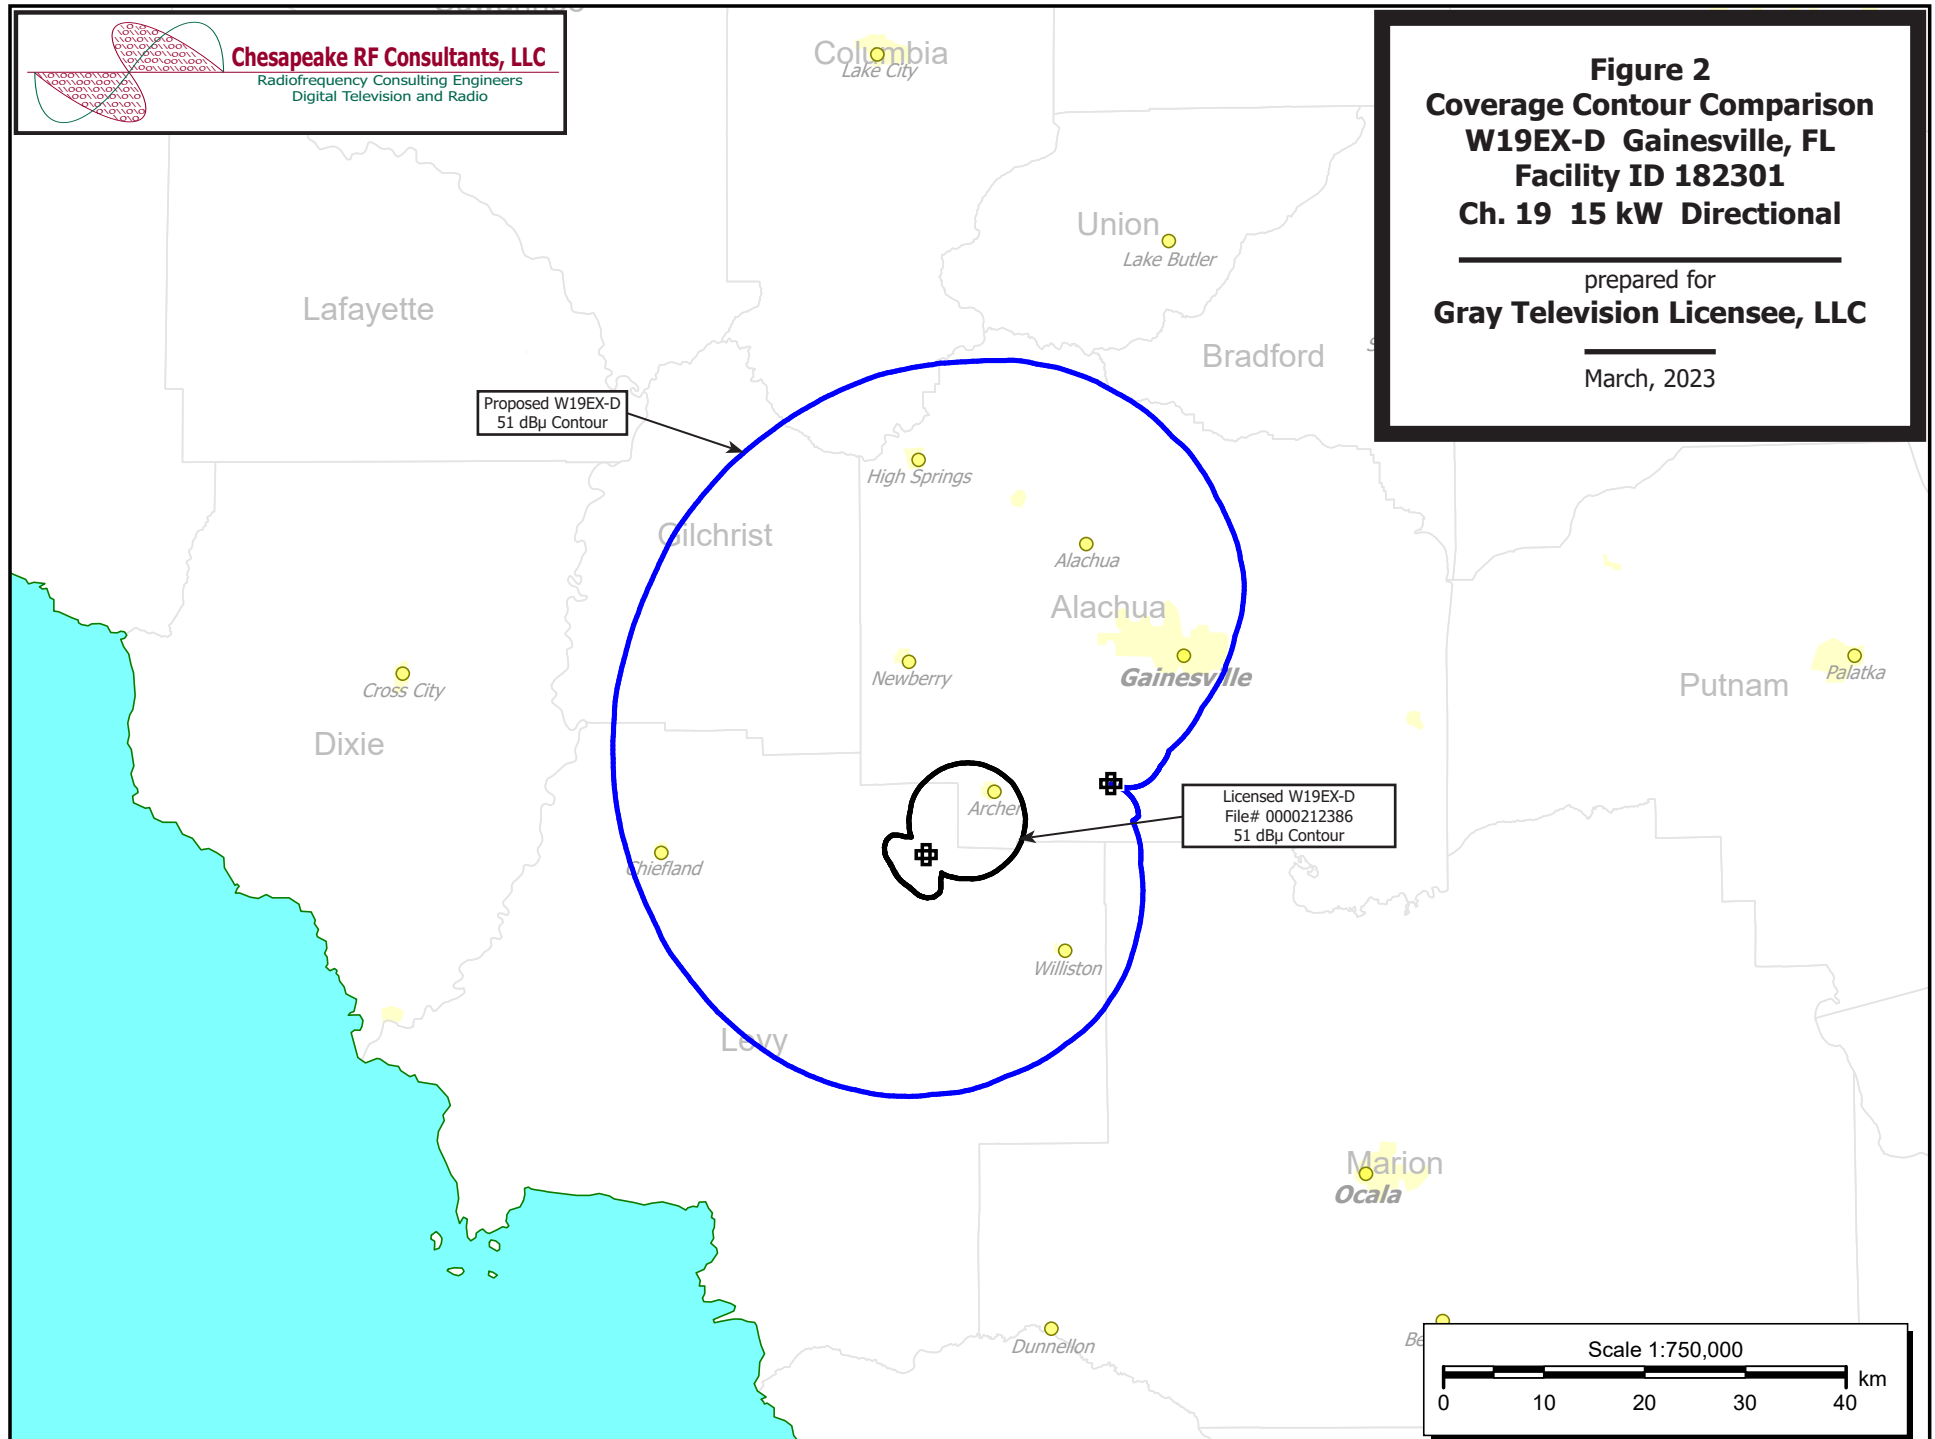 Chesapeake RF Consultants, LLC
Radiofrequency Consulting Engineers
Digital Television and Radio
Figure 2
Coverage Contour Comparison
W19EX-D Gainesville, FL
Facility ID 182301
Ch. 19 15 kW Directional
prepared for
Gray Television Licensee, LLC
March, 2023
Columbia
Lake City
Union
Lake Butler
Lafayette
Bradford
Proposed W19EX-D
51 dBµ Contour
High Springs
Gilchrist
Alachua
Alachua
Newberry
Gainesville
Cross City
Palatka
Putnam
Dixie
Archer
Licensed W19EX-D
File# 0000212386
51 dBµ Contour
Chiefland
Williston
Levy
Marion
Ocala
Dunnellon
Scale 1:750,000
km
0 10 20 30 40